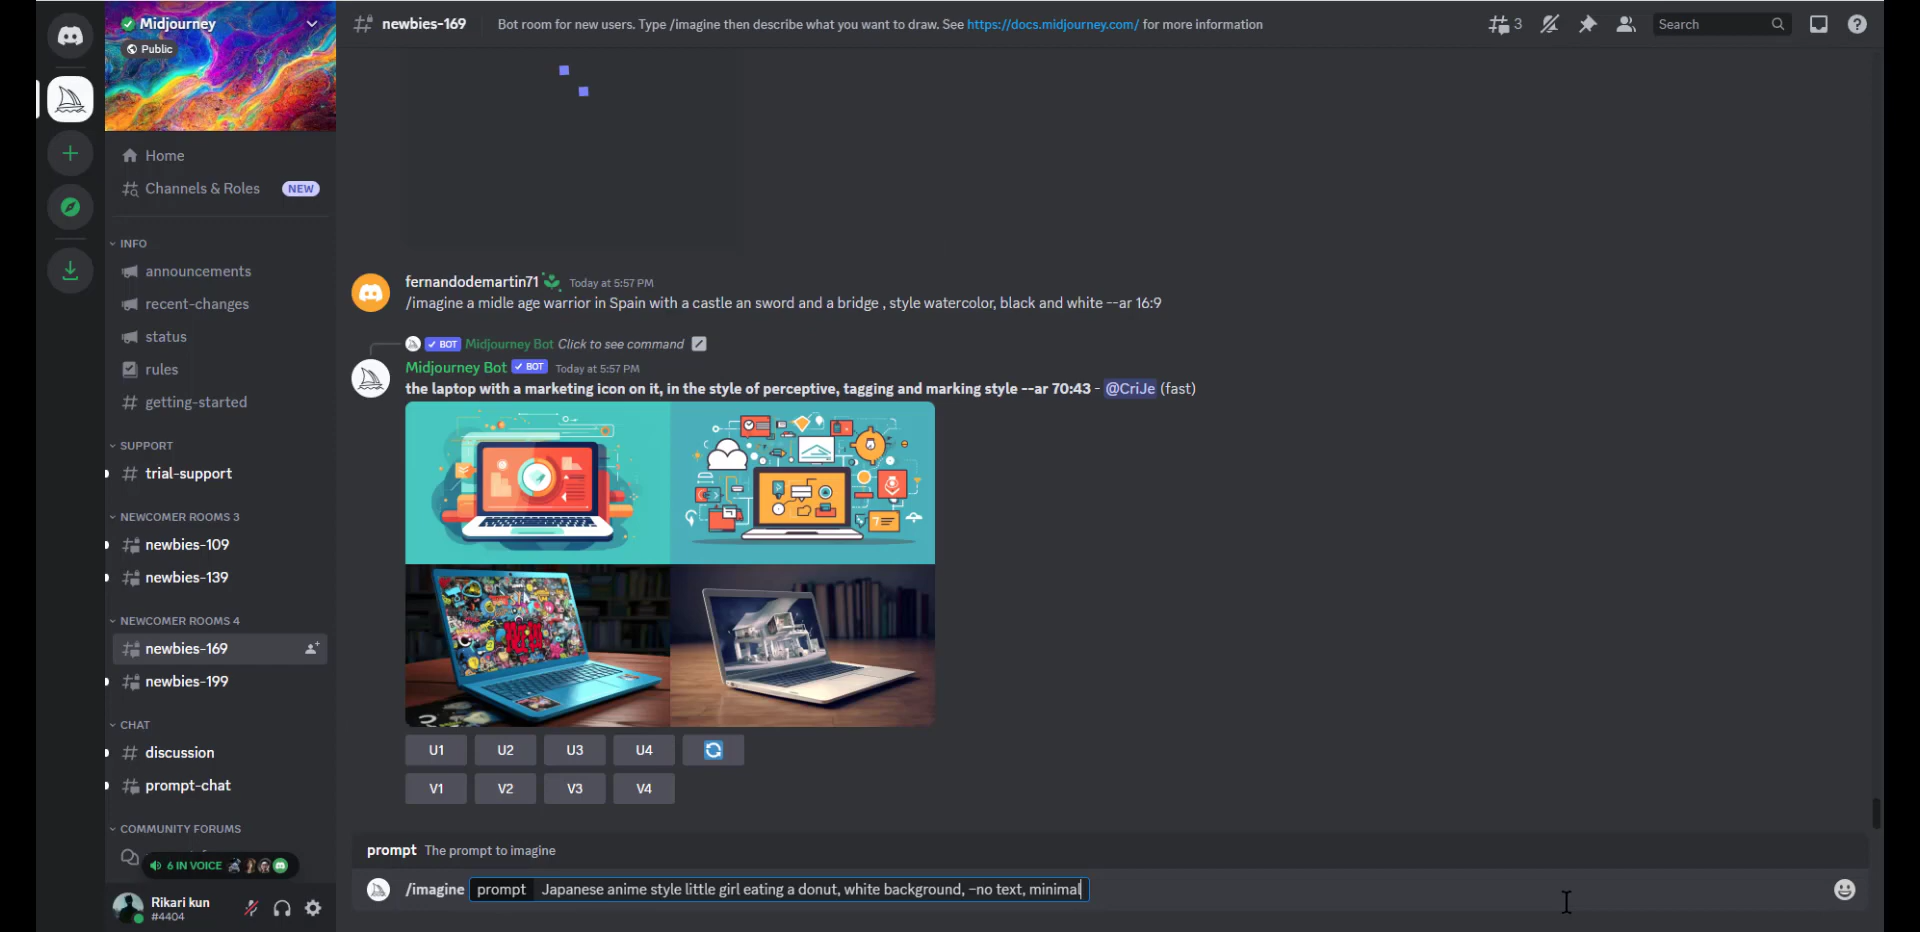 Midjourney
Public
Home
Channels & Roles NEW
INFO
announcements
recent-changes
status
rules
getting-started
SUPPORT
trial-support
NEWCOMER ROOMS 3
newbies-109
newbies-139
NEWCOMER ROOMS 4
newbies-169
newbies-199
CHAT
discussion
prompt-chat
COMMUNITY FORUMS
6 IN VOICE
Rikari kun
#4404
newbies-169 Bot room for new users. Type /imagine then describe what you want to draw. See https://docs.midjourney.com/ for more information
3
Search
fernandodemartin71 Today at 5:57 PM
/imagine a midle age warrior in Spain with a castle an sword and a bridge , style watercolor, black and white --ar 16:9
BOT Midjourney Bot Click to see command
Midjourney Bot BOT Today at 5:57 PM
the laptop with a marketing icon on it, in the style of perceptive, tagging and marking style --ar 70:43 - @CriJe (fast)
U1 U2 U3 U4
V1 V2 V3 V4
prompt The prompt to imagine
/imagine prompt Japanese anime style little girl eating a donut, white background, -no text, minimal